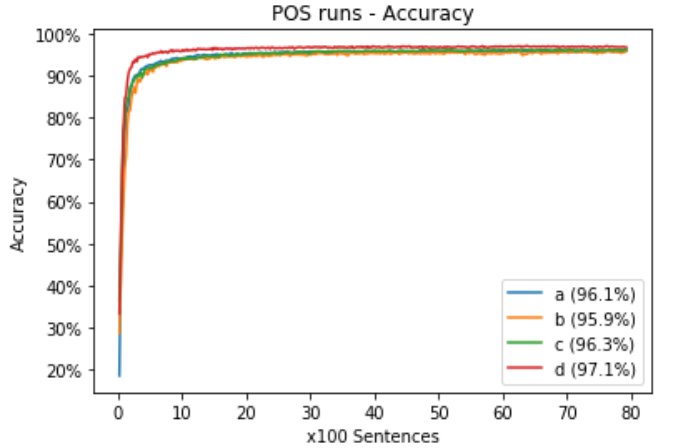 POS runs - Accuracy
100%
90%
80%
70%
60%
50%
40%
30%
20%
Accuracy
a (96.1%)
b (95.9%)
c (96.3%)
d (97.1%)
0 10 20 30 40 50 60 70 80
x100 Sentences